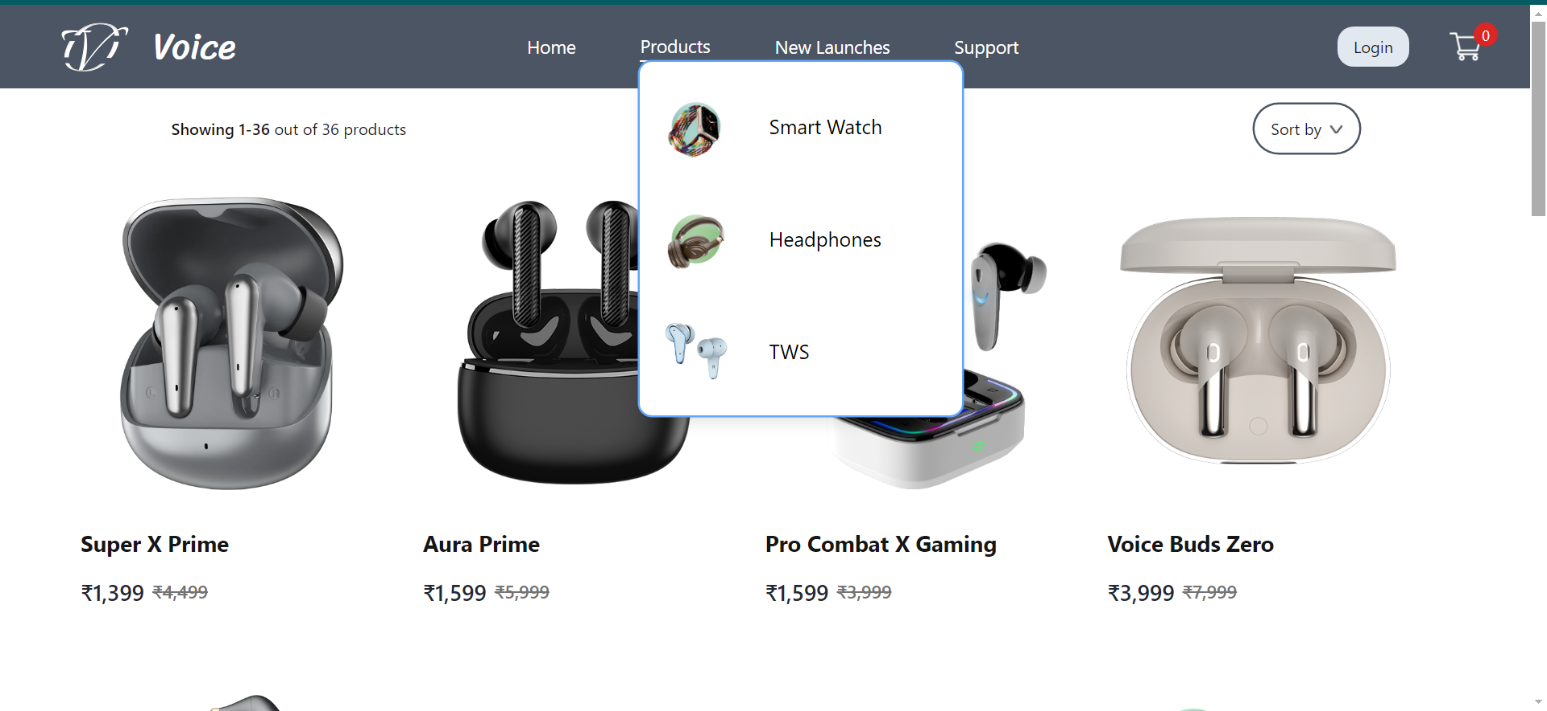 Voice
Home Products New Launches Support
Login
0
Smart Watch
Headphones
TWS
Showing 1-36 out of 36 products
Sort by
Super X Prime
₹1,399 ₹4,499
Aura Prime
₹1,599 ₹5,999
Pro Combat X Gaming
₹1,599 ₹3,999
Voice Buds Zero
₹3,999 ₹7,999